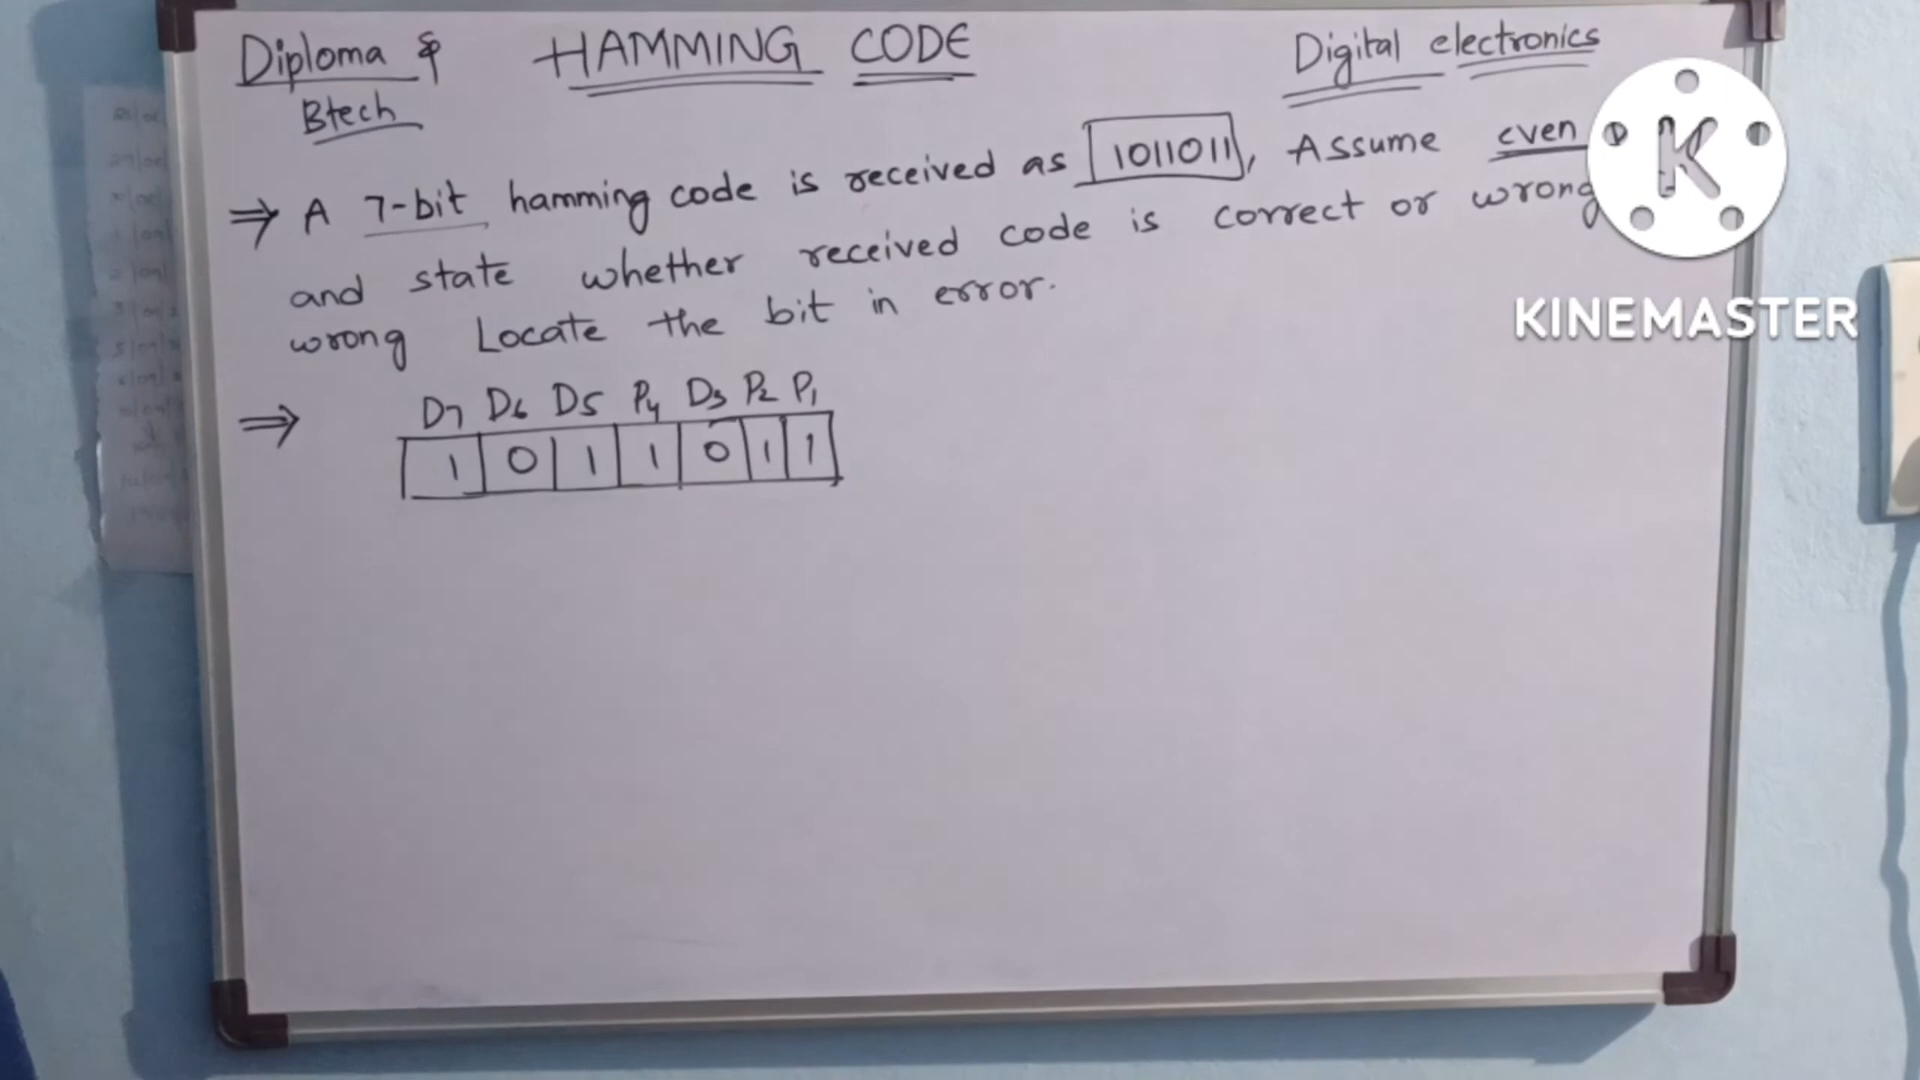 Diploma & HAMMING CODE Digital electronics
Btech
⇒ A 7-bit hamming code is received as 1011011, Assume even
and state whether received code is correct or wrong
wrong Locate the bit in error.
KINEMASTER
⇒ D7 D6 D5 P4 D3 P2 P1
1 0 1 1 0 1 1